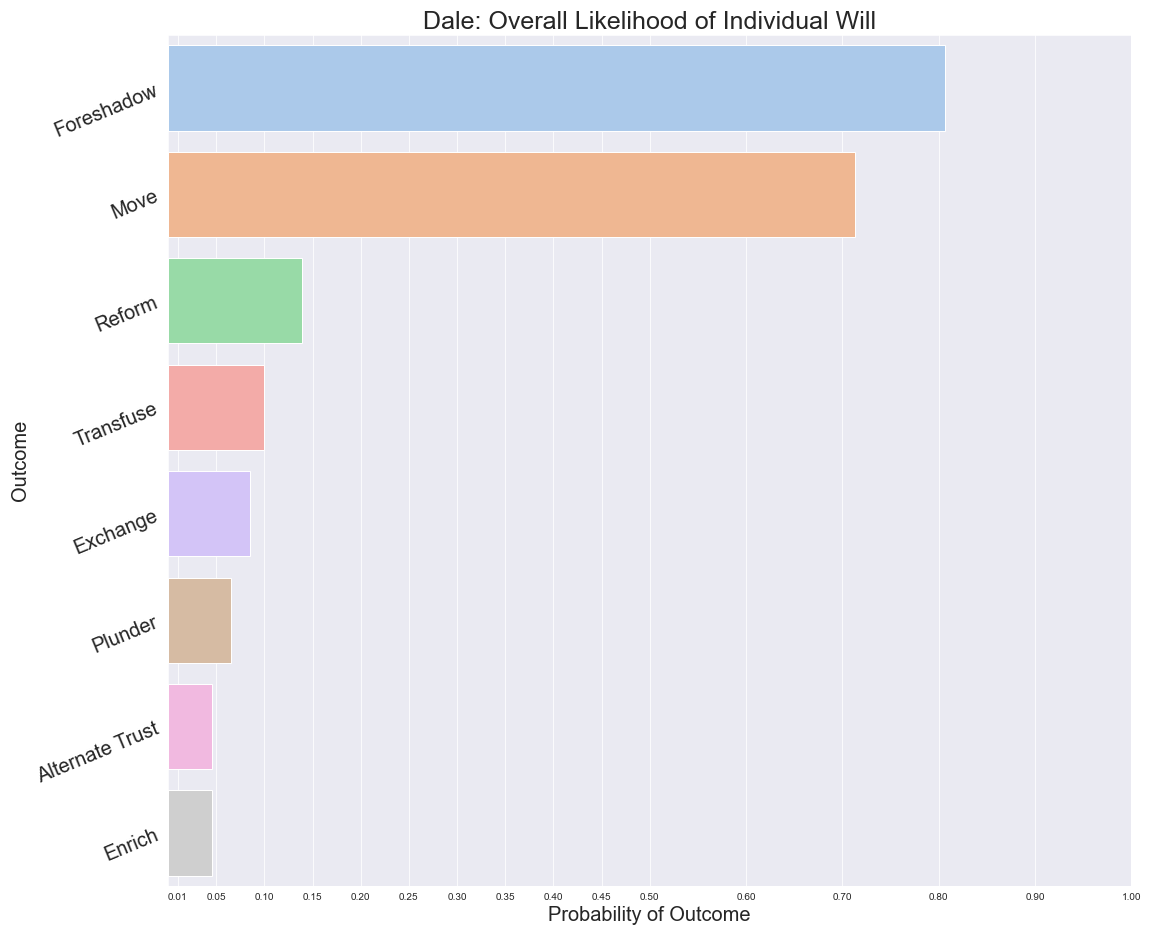 Dale: Overall Likelihood of Individual Will
Foreshadow
Move
Reform
Transfuse
Exchange
Plunder
Alternate Trust
Enrich
Outcome
0.01 0.05 0.10 0.15 0.20 0.25 0.30 0.35 0.40 0.45 0.50 0.60 0.70 0.80 0.90 1.00
Probability of Outcome